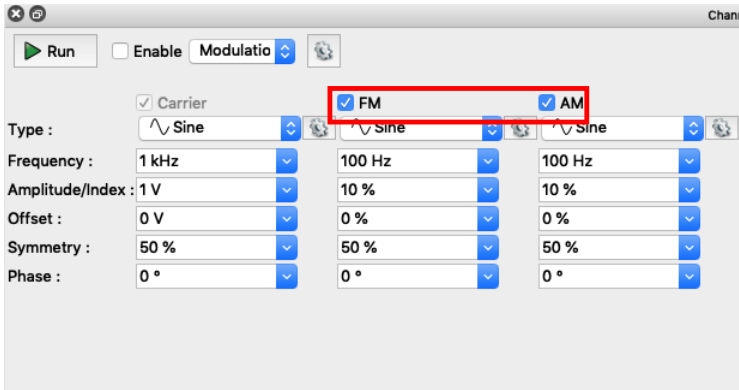 Chann
Run Enable Modulatio
Carrier FM AM
Type : Sine Sine Sine
Frequency : 1 kHz 100 Hz 100 Hz
Amplitude/Index : 1 V 10 % 10 %
Offset : 0 V 0 % 0 %
Symmetry : 50 % 50 % 50 %
Phase : 0 ° 0 ° 0 °